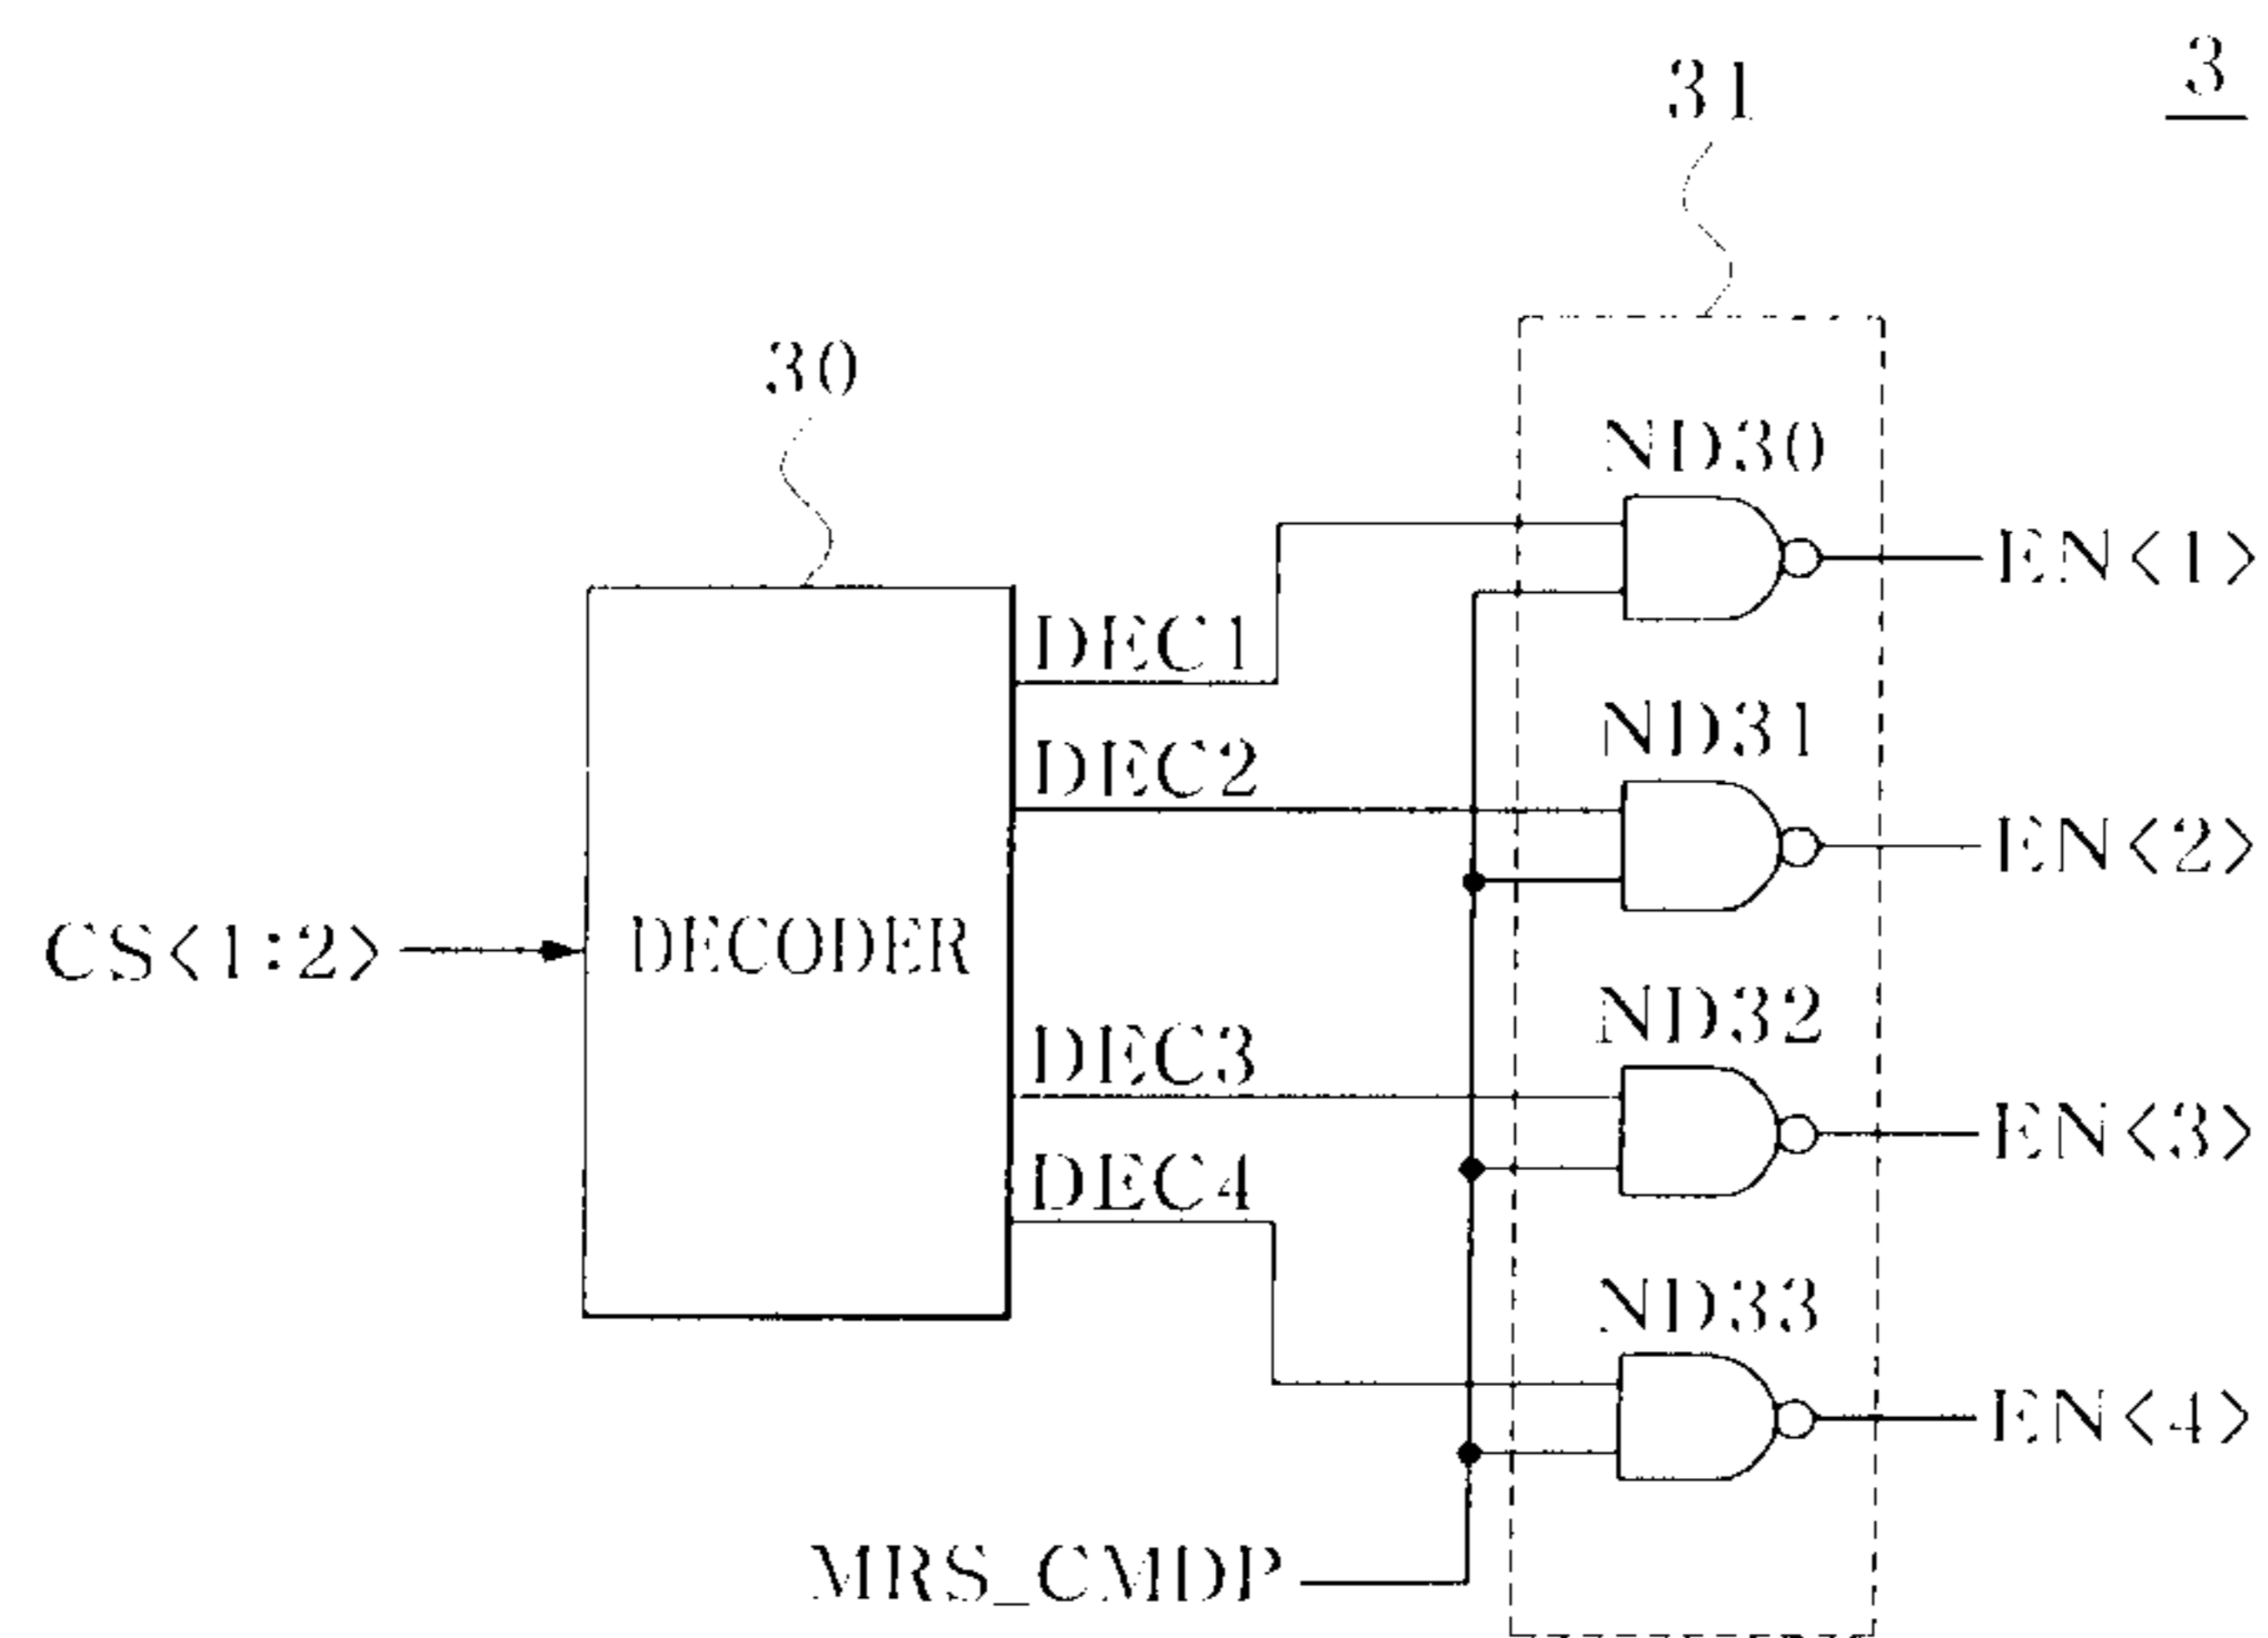 3
31
30
ND30
EN<1>
DEC1
ND31
DEC2
EN<2>
CS<1:2>
DECODER
ND32
DEC3
EN<3>
DEC4
ND33
EN<4>
MRS_CMDP